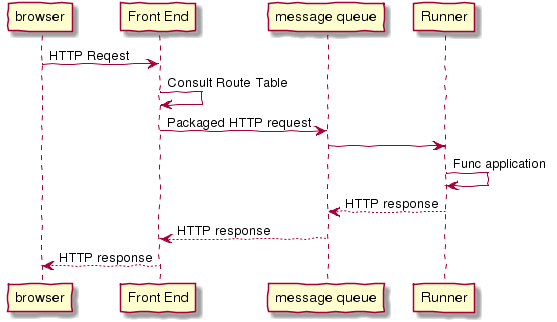 browser
Front End
message queue
Runner
HTTP Reqest
Consult Route Table
Packaged HTTP request
Func application
HTTP response
HTTP response
HTTP response
browser
Front End
message queue
Runner